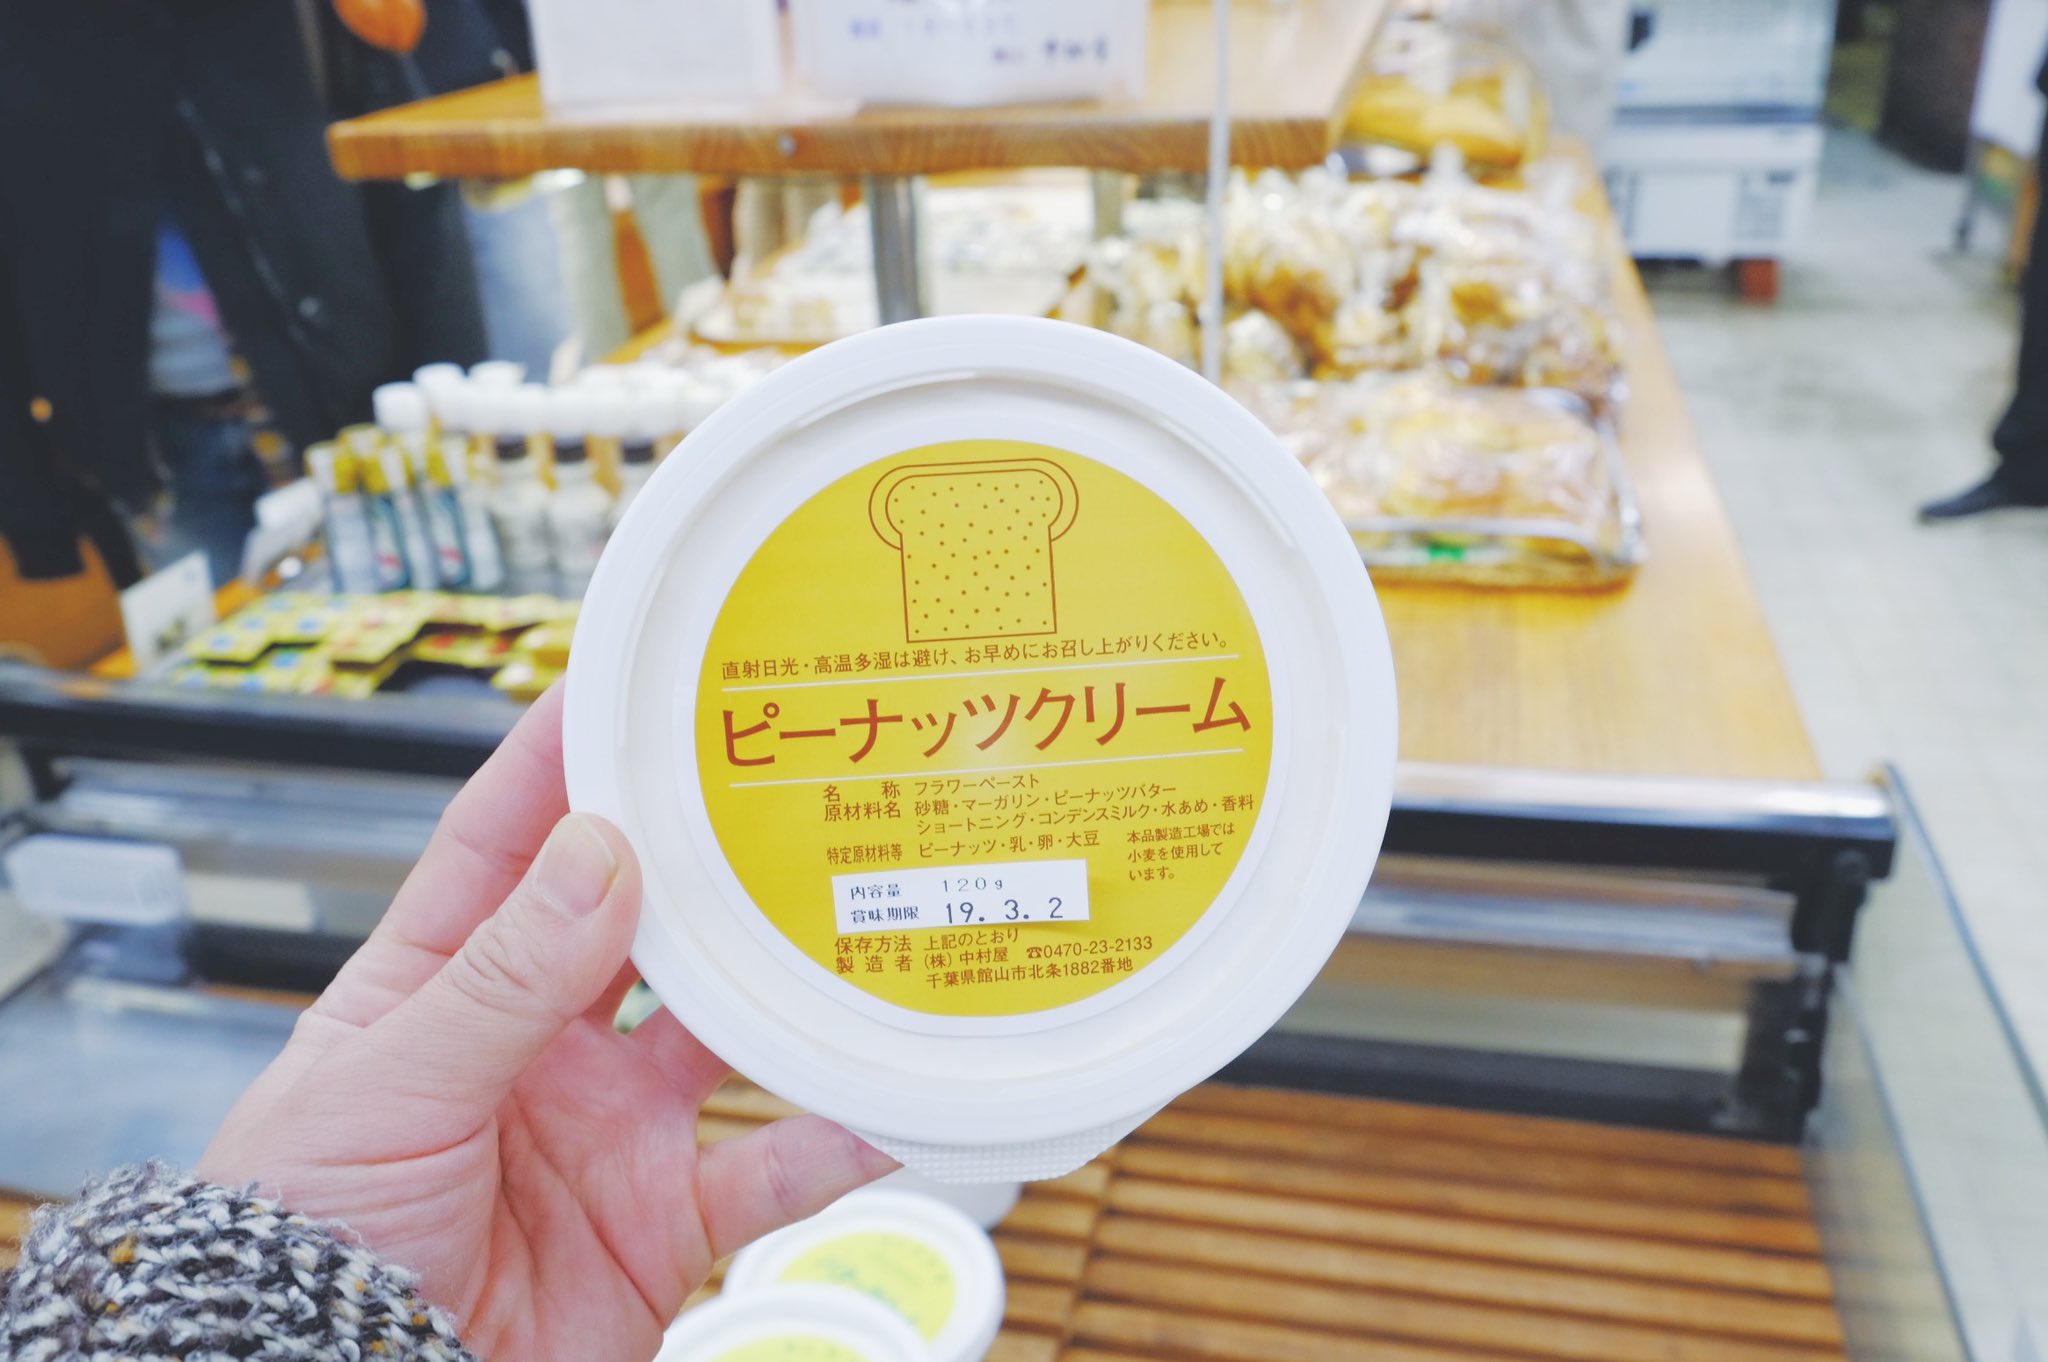 直射日光・高温多湿は避け、お早めにお召し上がりください。
ピーナッツクリーム
名 称 フラワーペースト
原材料名 砂糖・マーガリン・ピーナッツバター
ショートニング・コンデンスミルク・水あめ・香料
特定原材料等 ピーナッツ・乳・卵・大豆
本品製造工場では
小麦を使用して
います。
内容量 120g
賞味期限 19. 3. 2
保存方法 上記のとおり
製造者 (株)中村屋 ☎0470-23-2133
千葉県館山市北条1882番地